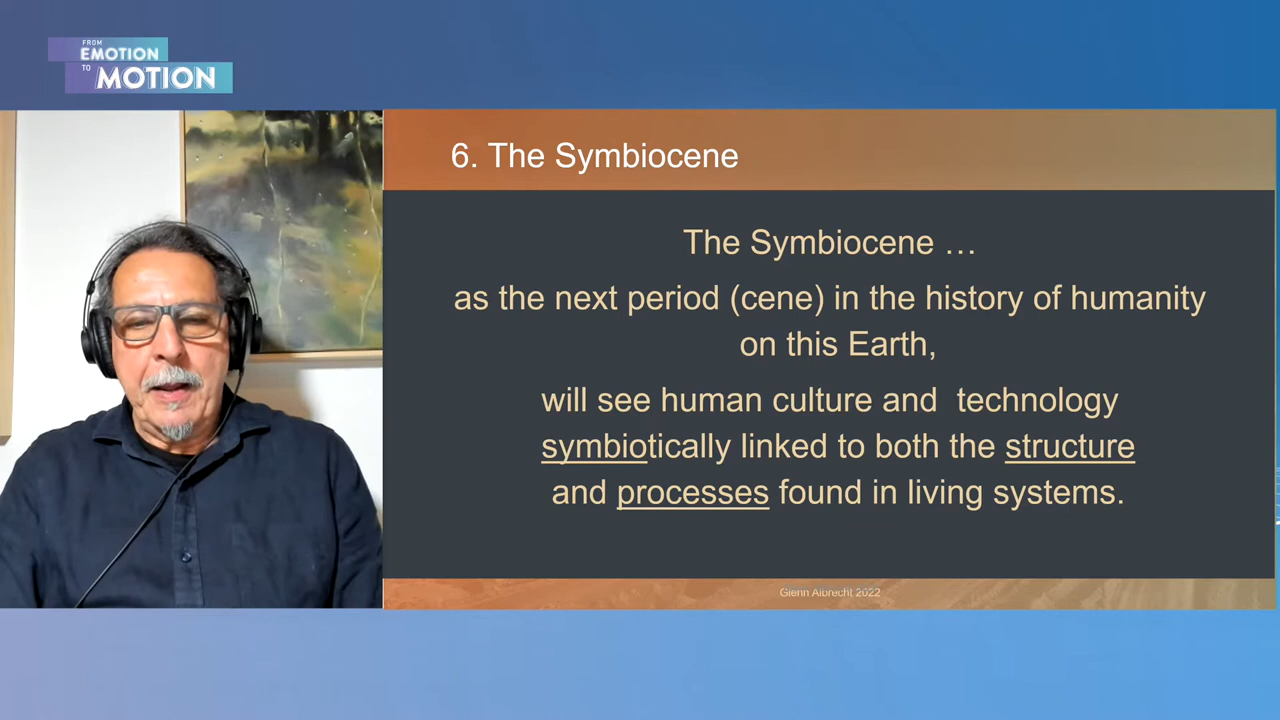 FROM
EMOTION
TO
MOTION
6. The Symbiocene
The Symbiocene …
as the next period (cene) in the history of humanity
on this Earth,
will see human culture and technology
symbiotically linked to both the structure
and processes found in living systems.
Glenn Albrecht 2022